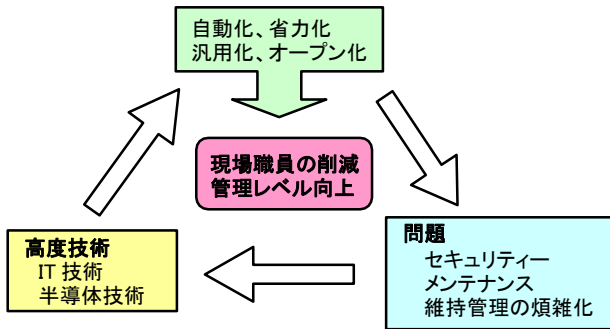 自動化、省力化
汎用化、オープン化
現場職員の削減
管理レベル向上
高度技術
IT 技術
半導体技術
問題
セキュリティー
メンテナンス
維持管理の煩雑化